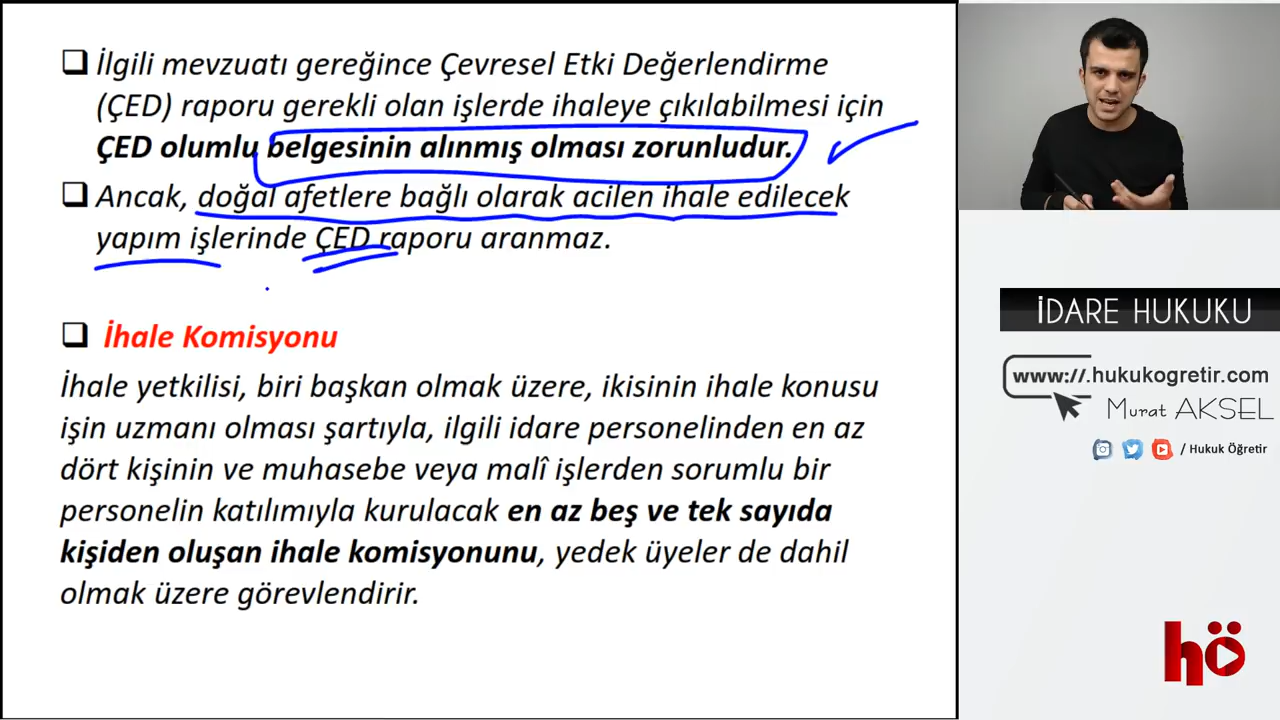 İlgili mevzuatı gereğince Çevresel Etki Değerlendirme
(ÇED) raporu gerekli olan işlerde ihaleye çıkılabilmesi için
ÇED olumlu belgesinin alınmış olması zorunludur.
Ancak, doğal afetlere bağlı olarak acilen ihale edilecek
yapım işlerinde ÇED raporu aranmaz.
İhale Komisyonu
İhale yetkilisi, biri başkan olmak üzere, ikisinin ihale konusu
işin uzmanı olması şartıyla, ilgili idare personelinden en az
dört kişinin ve muhasebe veya malî işlerden sorumlu bir
personelin katılımıyla kurulacak en az beş ve tek sayıda
kişiden oluşan ihale komisyonunu, yedek üyeler de dahil
olmak üzere görevlendirir.
İDARE HUKUKU
www://.hukukogretir.com
Murat AKSEL
/ Hukuk Öğretir
hö